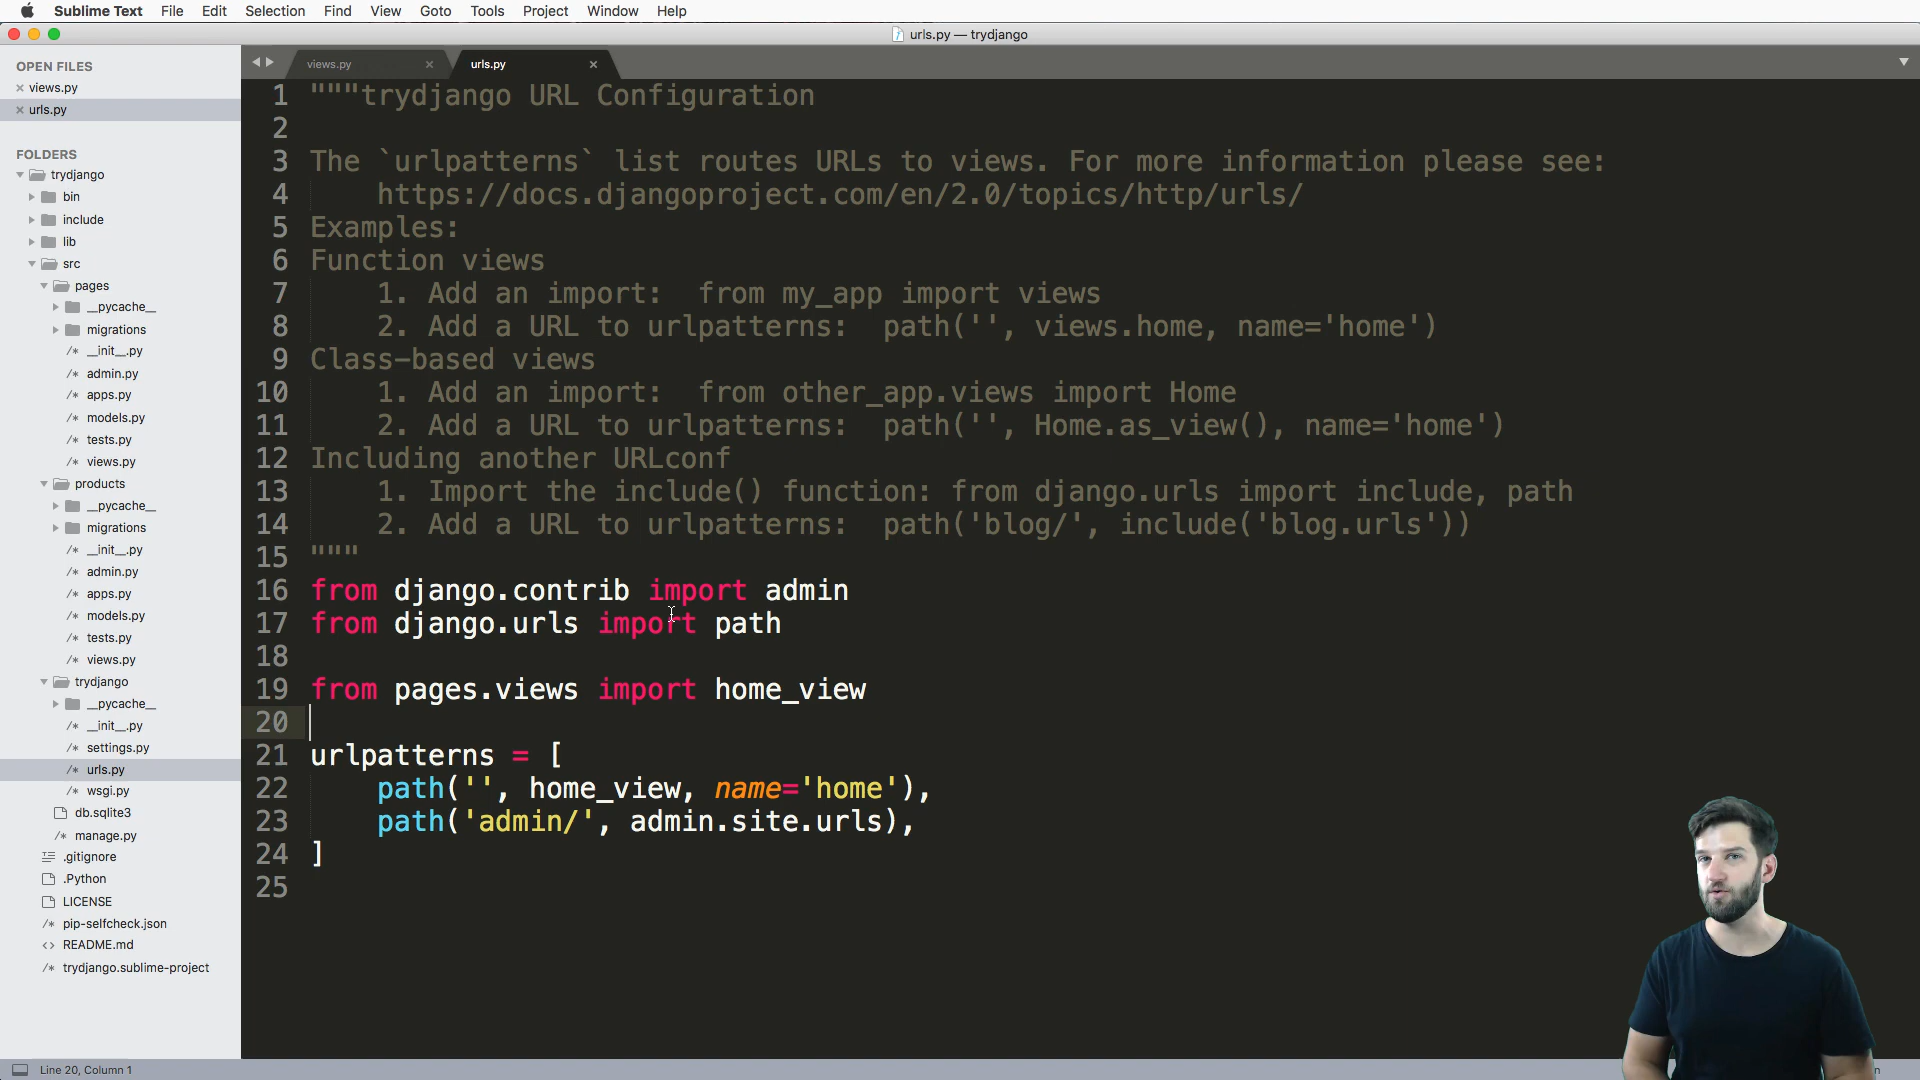 Sublime Text File Edit Selection Find View Goto Tools Project Window Help
urls.py — trydjango
OPEN FILES
views.py
urls.py
FOLDERS
trydjango
bin
include
lib
src
pages
__pycache__
migrations
/* __init__.py
/* admin.py
/* apps.py
/* models.py
/* tests.py
/* views.py
products
__pycache__
migrations
/* __init__.py
/* admin.py
/* apps.py
/* models.py
/* tests.py
/* views.py
trydjango
__pycache__
/* __init__.py
/* settings.py
/* urls.py
/* wsgi.py
db.sqlite3
/* manage.py
.gitignore
.Python
LICENSE
/* pip-selfcheck.json
<> README.md
/* trydjango.sublime-project
views.py
urls.py
1 """trydjango URL Configuration
2
3 The `urlpatterns` list routes URLs to views. For more information please see:
4     https://docs.djangoproject.com/en/2.0/topics/http/urls/
5 Examples:
6 Function views
7     1. Add an import:  from my_app import views
8     2. Add a URL to urlpatterns:  path('', views.home, name='home')
9 Class-based views
10     1. Add an import:  from other_app.views import Home
11     2. Add a URL to urlpatterns:  path('', Home.as_view(), name='home')
12 Including another URLconf
13     1. Import the include() function: from django.urls import include, path
14     2. Add a URL to urlpatterns:  path('blog/', include('blog.urls'))
15 """
16 from django.contrib import admin
17 from django.urls import path
18
19 from pages.views import home_view
20
21 urlpatterns = [
22     path('', home_view, name='home'),
23     path('admin/', admin.site.urls),
24 ]
25
Line 20, Column 1